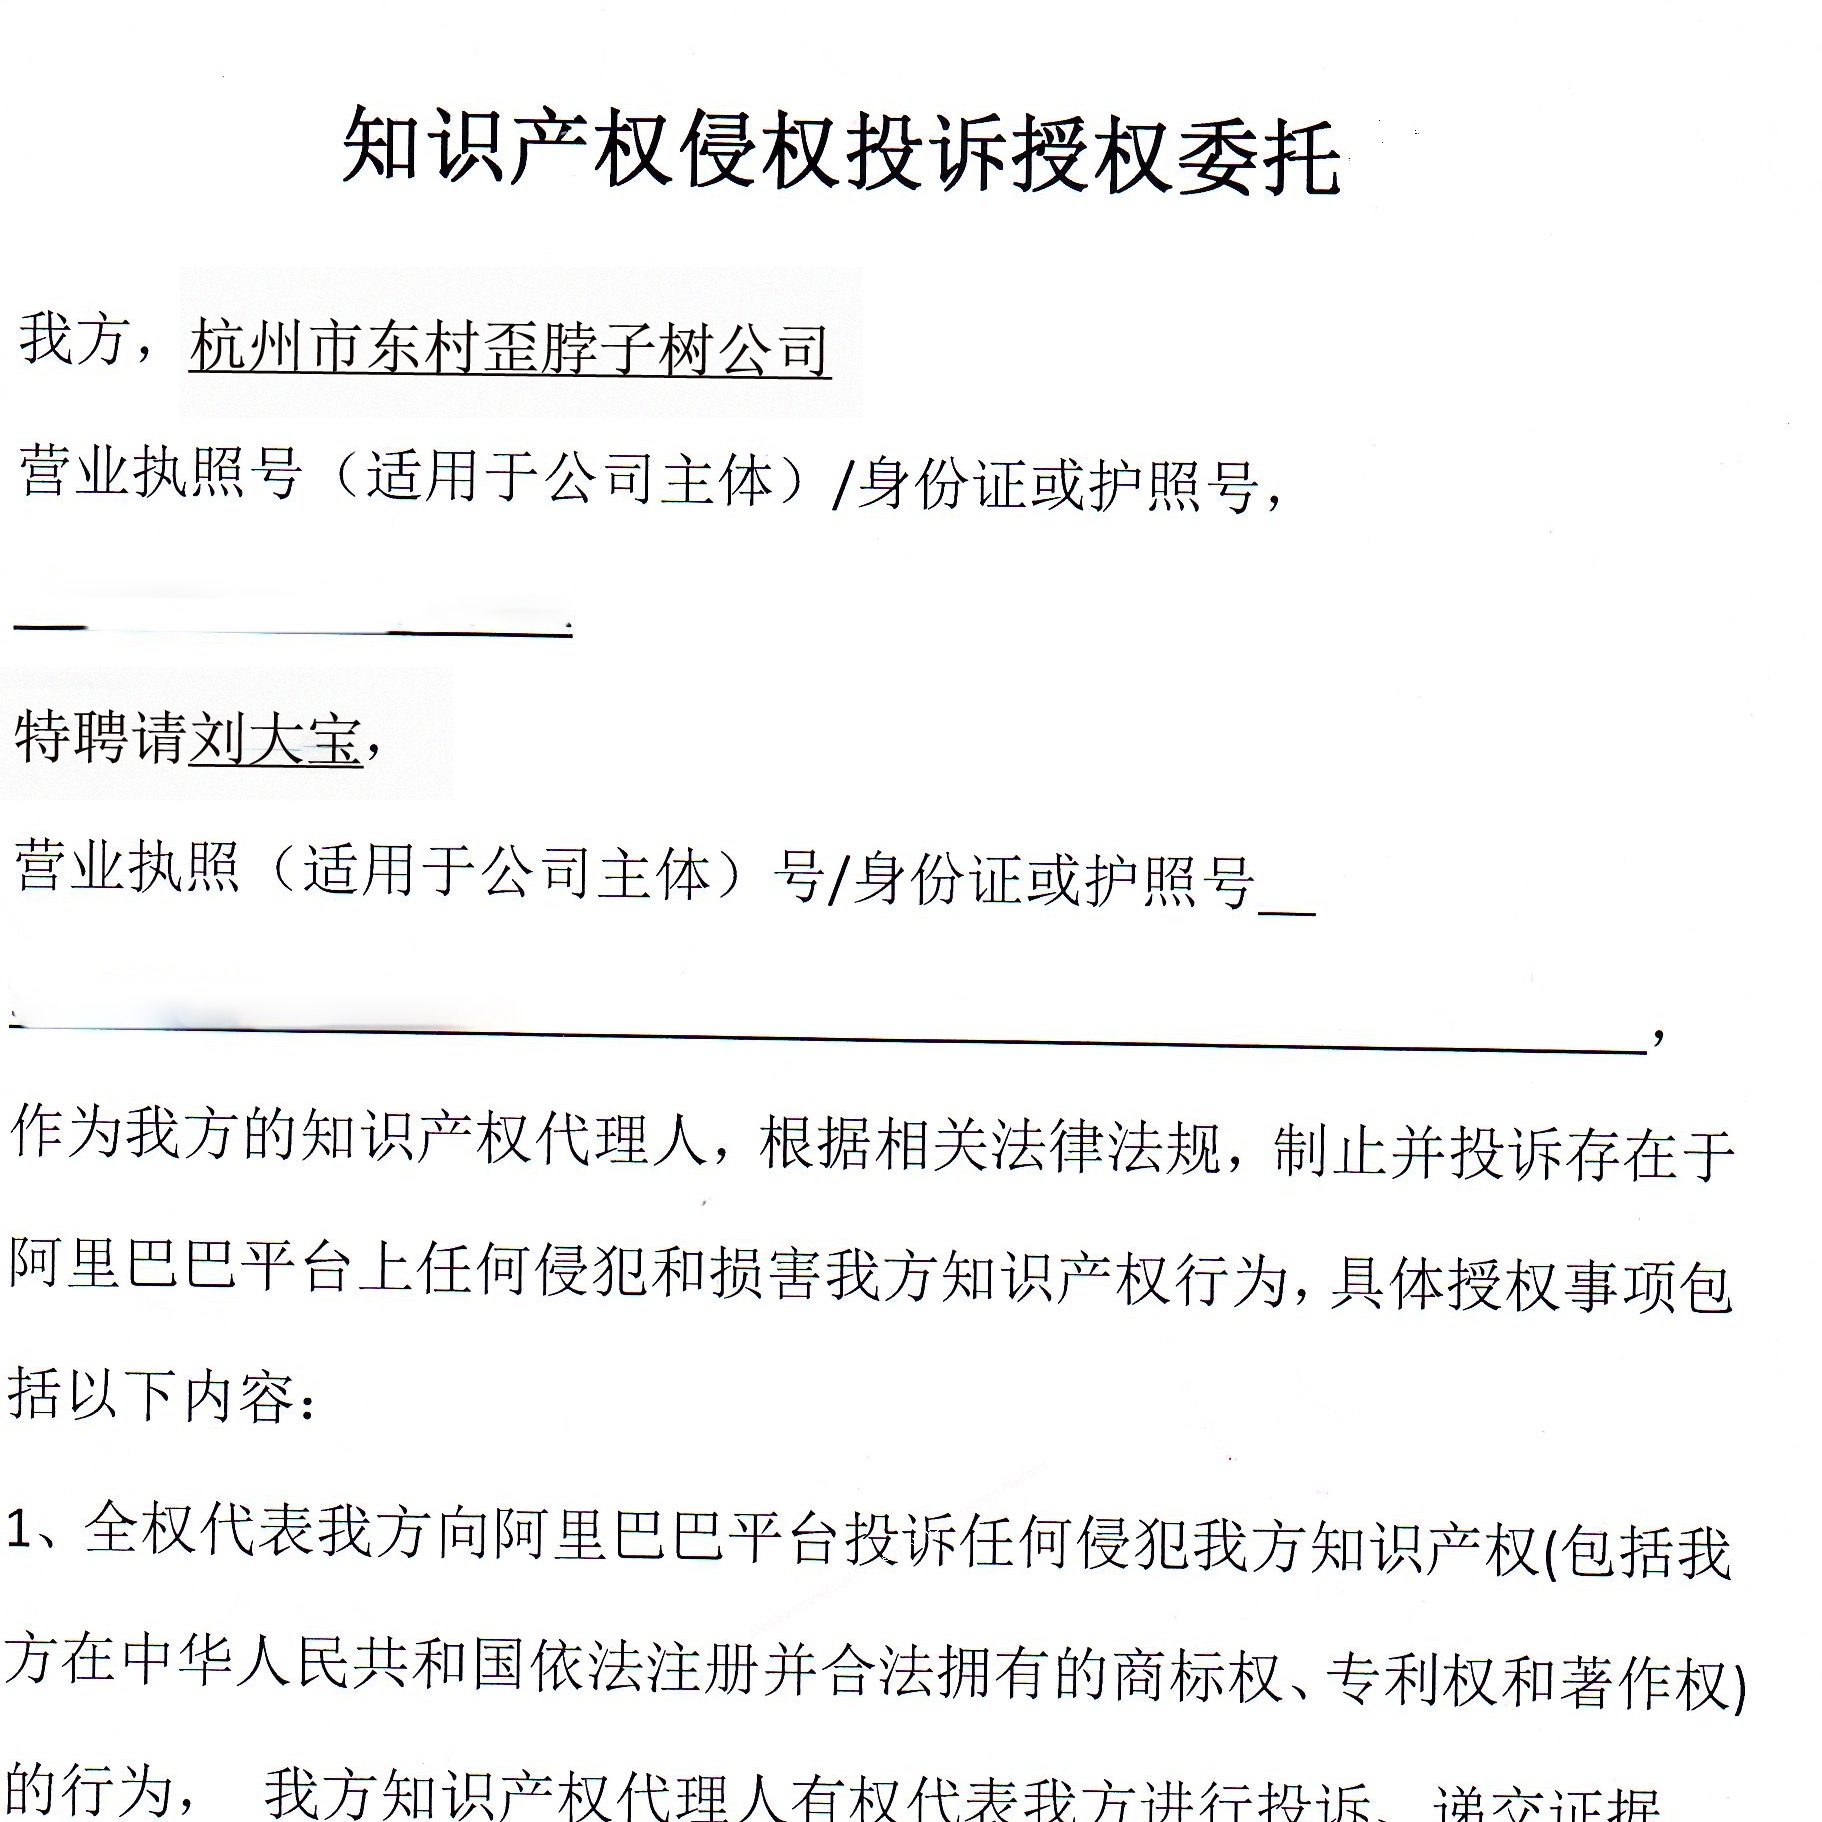 知识产权侵权投诉授权委托
我方，杭州市东村歪脖子树公司
营业执照号（适用于公司主体）/身份证或护照号，
特聘请刘大宝，
营业执照（适用于公司主体）号/身份证或护照号__
，
作为我方的知识产权代理人，根据相关法律法规，制止并投诉存在于
阿里巴巴平台上任何侵犯和损害我方知识产权行为，具体授权事项包
括以下内容：
1、全权代表我方向阿里巴巴平台投诉任何侵犯我方知识产权(包括我
方在中华人民共和国依法注册并合法拥有的商标权、专利权和著作权)
的行为， 我方知识产权代理人有权代表我方进行投诉、递交证据